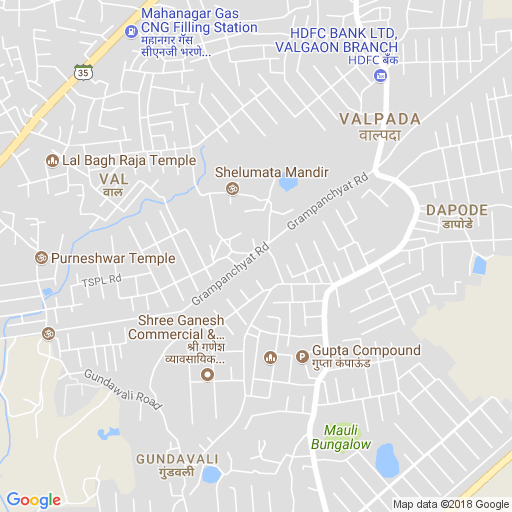 Mahanagar Gas
CNG Filling Station
महानगर गॅस
सीएनजी भरणे...
HDFC BANK LTD,
VALGAON BRANCH
HDFC बँक
35
VALPADA
वाल्पदा
Lal Bagh Raja Temple
VAL
वाल
Shelumata Mandir
Grampanchyat Rd
DAPODE
डापोडे
Purneshwar Temple
TSPL Rd
Grampanchyat Rd
Shree Ganesh
Commercial &...
श्री गणेश
व्यावसायिक...
Gupta Compound
गुप्ता कंपाऊंड
Gundawali Road
Mauli
Bungalow
GUNDAVALI
गुंडवली
Google
Map data ©2018 Google